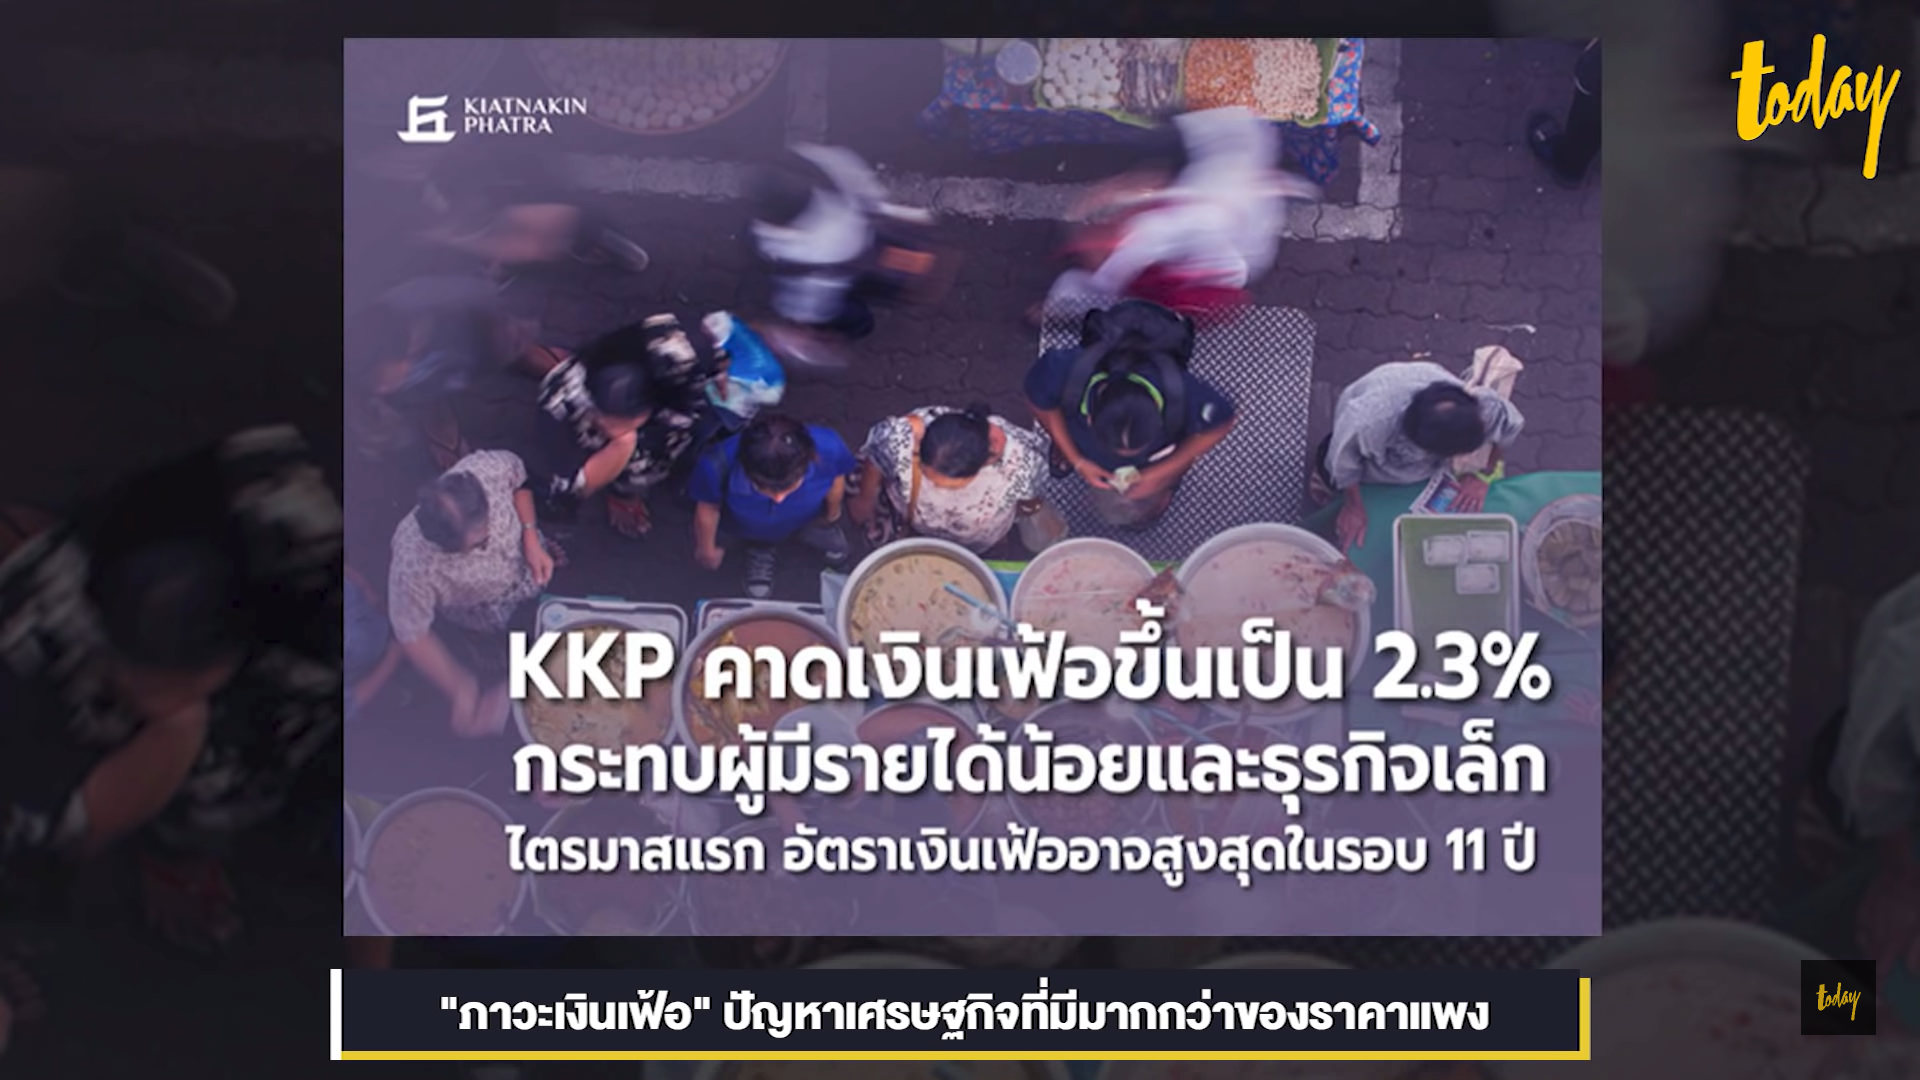 today
KIATNAKIN
PHATRA
KKP คาดเงินเฟ้อขึ้นเป็น 2.3%
กระทบผู้มีรายได้น้อยและธุรกิจเล็ก
ไตรมาสแรก อัตราเงินเฟ้ออาจสูงสุดในรอบ 11 ปี
"ภาวะเงินเฟ้อ" ปัญหาเศรษฐกิจที่มีมากกว่าของราคาแพง
today